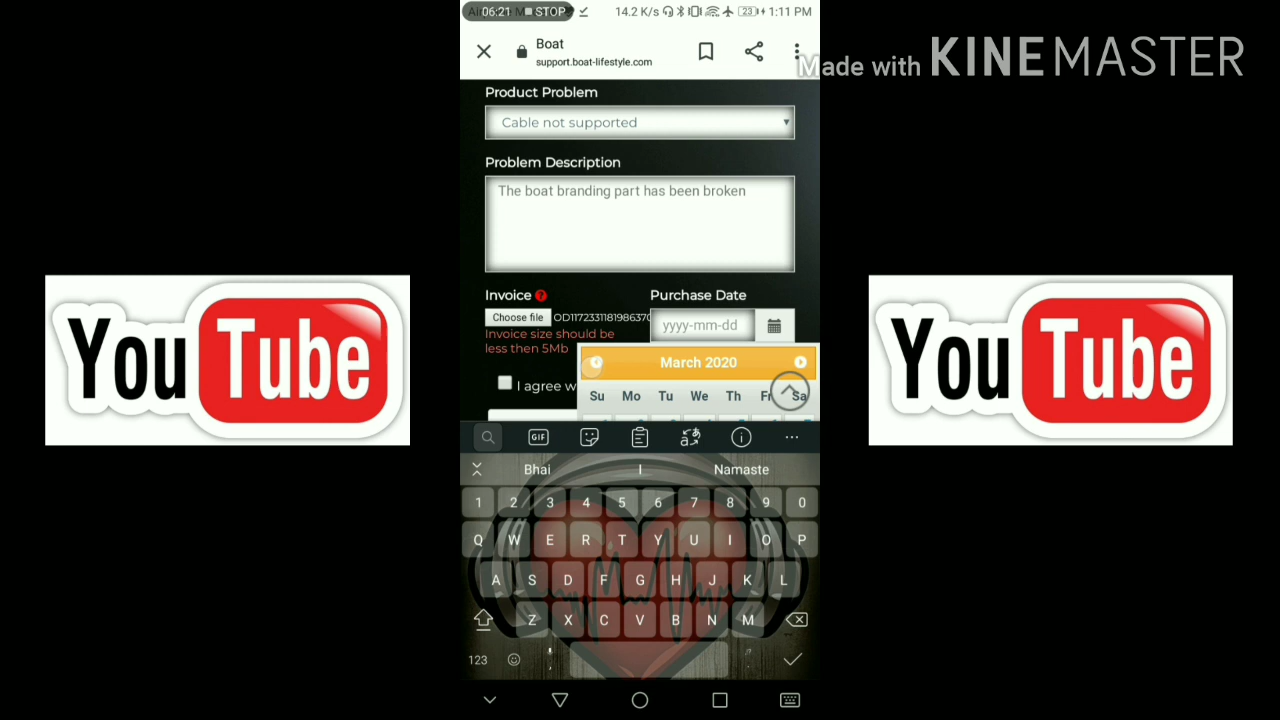 06:21 STOP 14.2 K/s 23 1:11 PM
Made with KINEMASTER
Boat
support.boat-lifestyle.com
Product Problem
Cable not supported
Problem Description
The boat branding part has been broken
Invoice ? Purchase Date
Choose file OD1172331181986370 yyyy-mm-dd
Invoice size should be
less then 5Mb
March 2020
I agree w
Su Mo Tu We Th Fr Sa
You Tube
You Tube
GIF
Bhai I Namaste
1 2 3 4 5 6 7 8 9 0
Q W E R T Y U I O P
A S D F G H J K L
Z X C V B N M
123